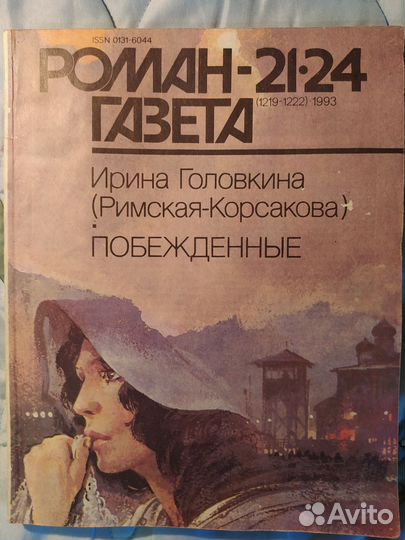 ISSN 0131-6044
РОМАН- 21·24
ГАЗЕТА (1219-1222)·1993
Ирина Головкина
(Римская-Корсакова)
ПОБЕЖДЕННЫЕ
Avito